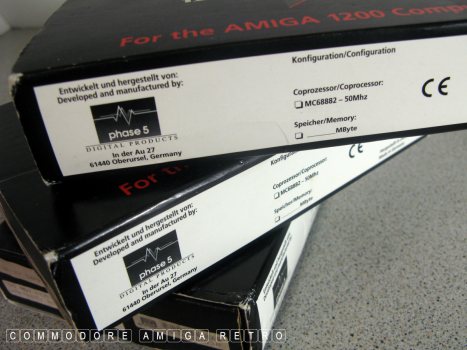 For the AMIGA 1200
Entwickelt und hergestellt von:
Developed and manufactured by:
phase 5
DIGITAL PRODUCTS
In der Au 27
61440 Oberursel, Germany
Konfiguration/Configuration
Coprozessor/Coprocessor:
MC68882 – 50Mhz
Speicher/Memory:
MByte
CE
For
Entwickelt und hergestellt von:
Developed and manufactured by:
phase 5
DIGITAL PRODUCTS
In der Au 27
61440 Oberursel, Germany
Coprozessor/Coprocessor:
MC68882 – 50Mhz
Speicher/Memory:
MByte
CE
CE
COMMODORE AMIGA RETRO